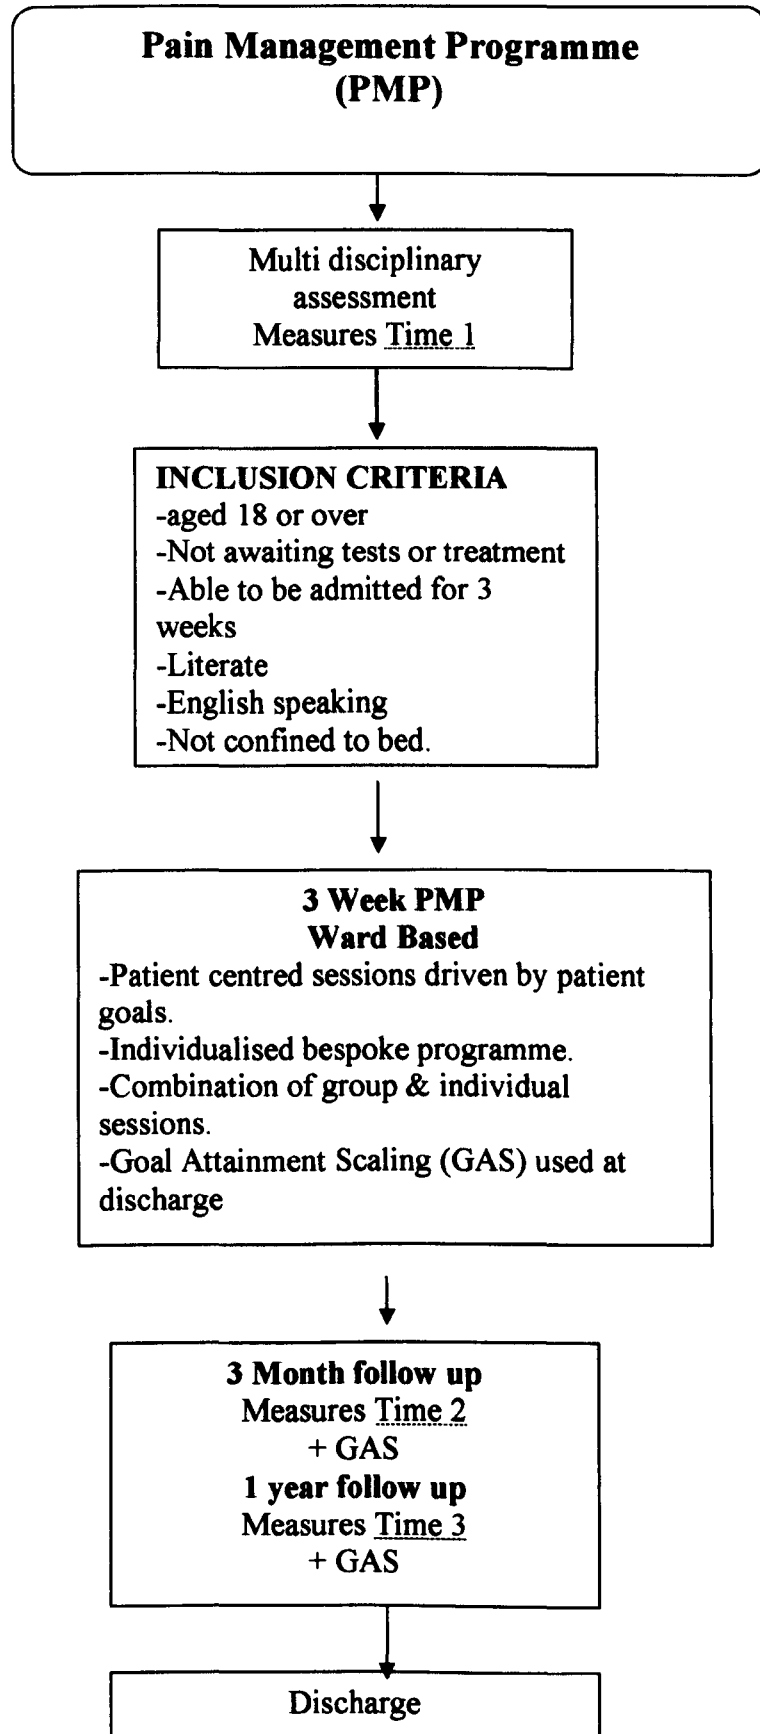 Pain Management Programme
(PMP)
Multi disciplinary
assessment
Measures Time 1
INCLUSION CRITERIA
-aged 18 or over
-Not awaiting tests or treatment
-Able to be admitted for 3
weeks
-Literate
-English speaking
-Not confined to bed.
3 Week PMP
Ward Based
-Patient centred sessions driven by patient
goals.
-Individualised bespoke programme.
-Combination of group & individual
sessions.
-Goal Attainment Scaling (GAS) used at
discharge
3 Month follow up
Measures Time 2
+ GAS
1 year follow up
Measures Time 3
+ GAS
Discharge